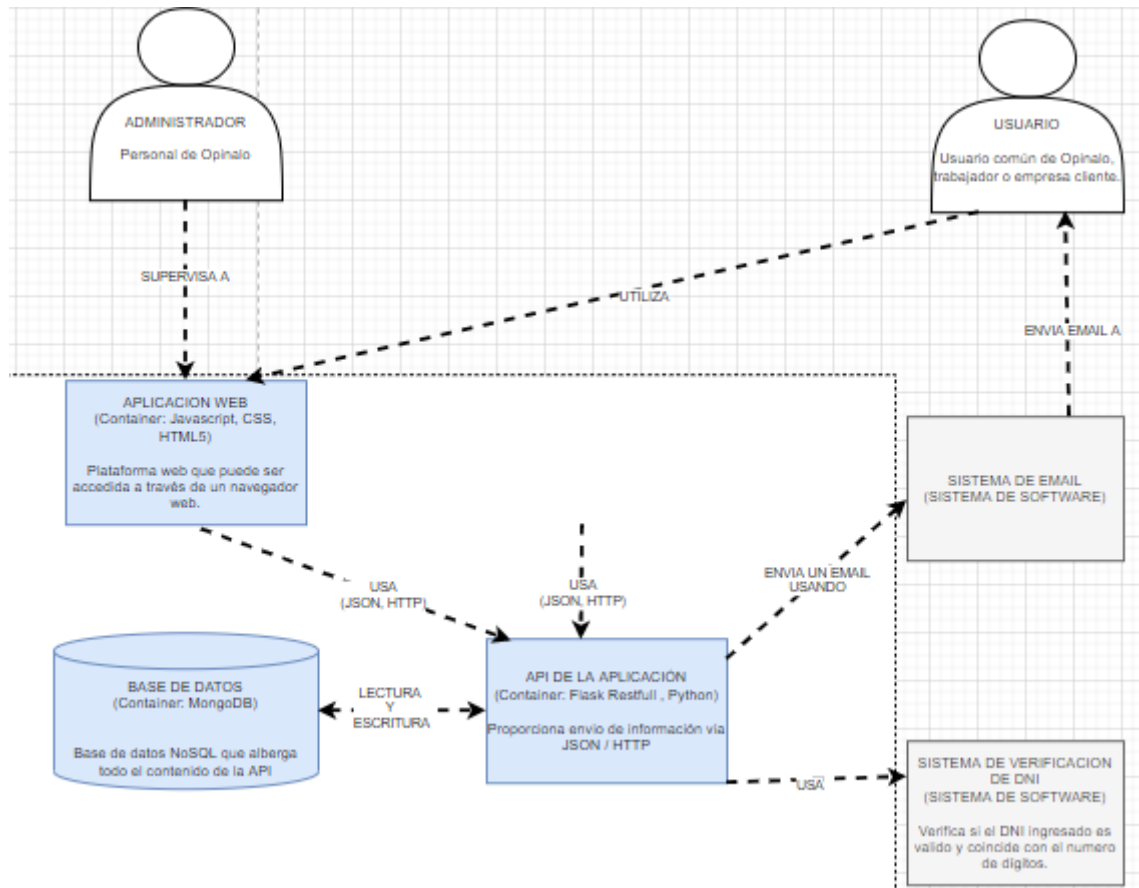 ADMINISTRADOR
Personal de Opinalo
USUARIO
Usuario común de Opinalo,
trabajador o empresa cliente.
SUPERVISA A
UTILIZA
ENVIA EMAIL A
APLICACION WEB
(Container: Javascript, CSS,
HTML5)
Plataforma web que puede ser
accedida a través de un navegador
web.
SISTEMA DE EMAIL
(SISTEMA DE SOFTWARE)
USA
(JSON, HTTP)
USA
(JSON, HTTP)
ENVIA UN EMAIL
USANDO
BASE DE DATOS
(Container: MongoDB)
Base de datos NoSQL que alberga
todo el contenido de la API
LECTURA
Y
ESCRITURA
API DE LA APLICACIÓN
(Container: Flask Restfull , Python)
Proporciona envio de información via
JSON / HTTP
USA
SISTEMA DE VERIFICACION
DE DNI
(SISTEMA DE SOFTWARE)
Verifica si el DNI ingresado es
valido y coincide con el numero
de digitos.